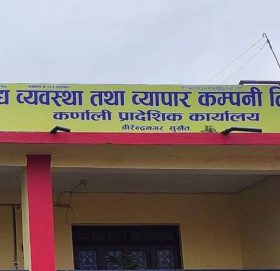 द्य व्यवस्था तथा व्यापार कम्पनी लि
कर्णाली प्रादेशिक कार्यालय
वीरेन्द्रनगर सुर्खेत